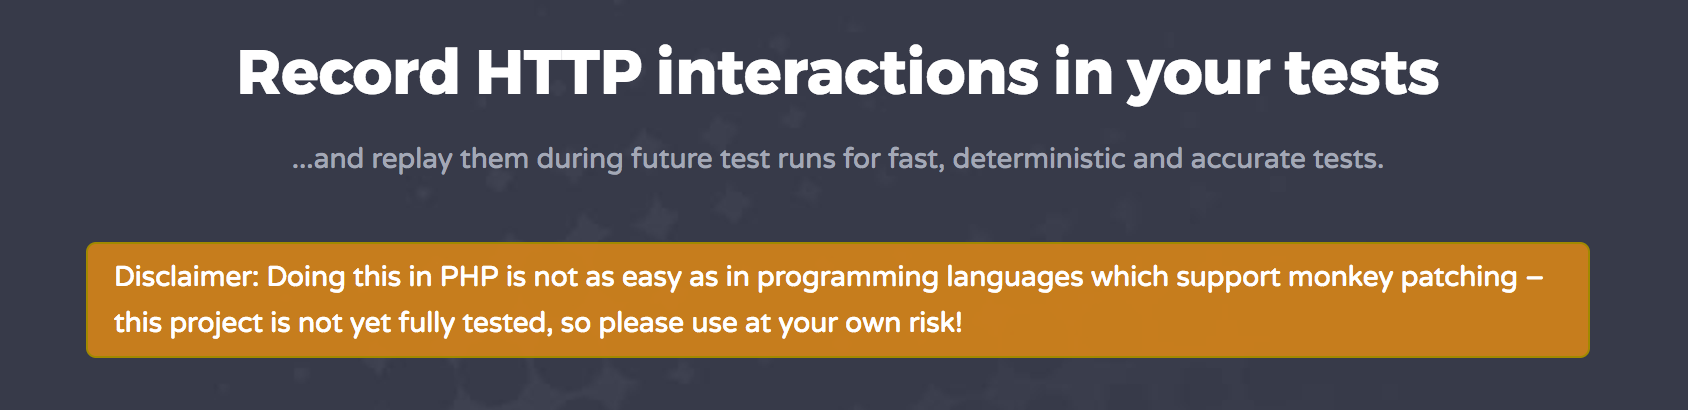 Record HTTP interactions in your tests
...and replay them during future test runs for fast, deterministic and accurate tests.
Disclaimer: Doing this in PHP is not as easy as in programming languages which support monkey patching –
this project is not yet fully tested, so please use at your own risk!